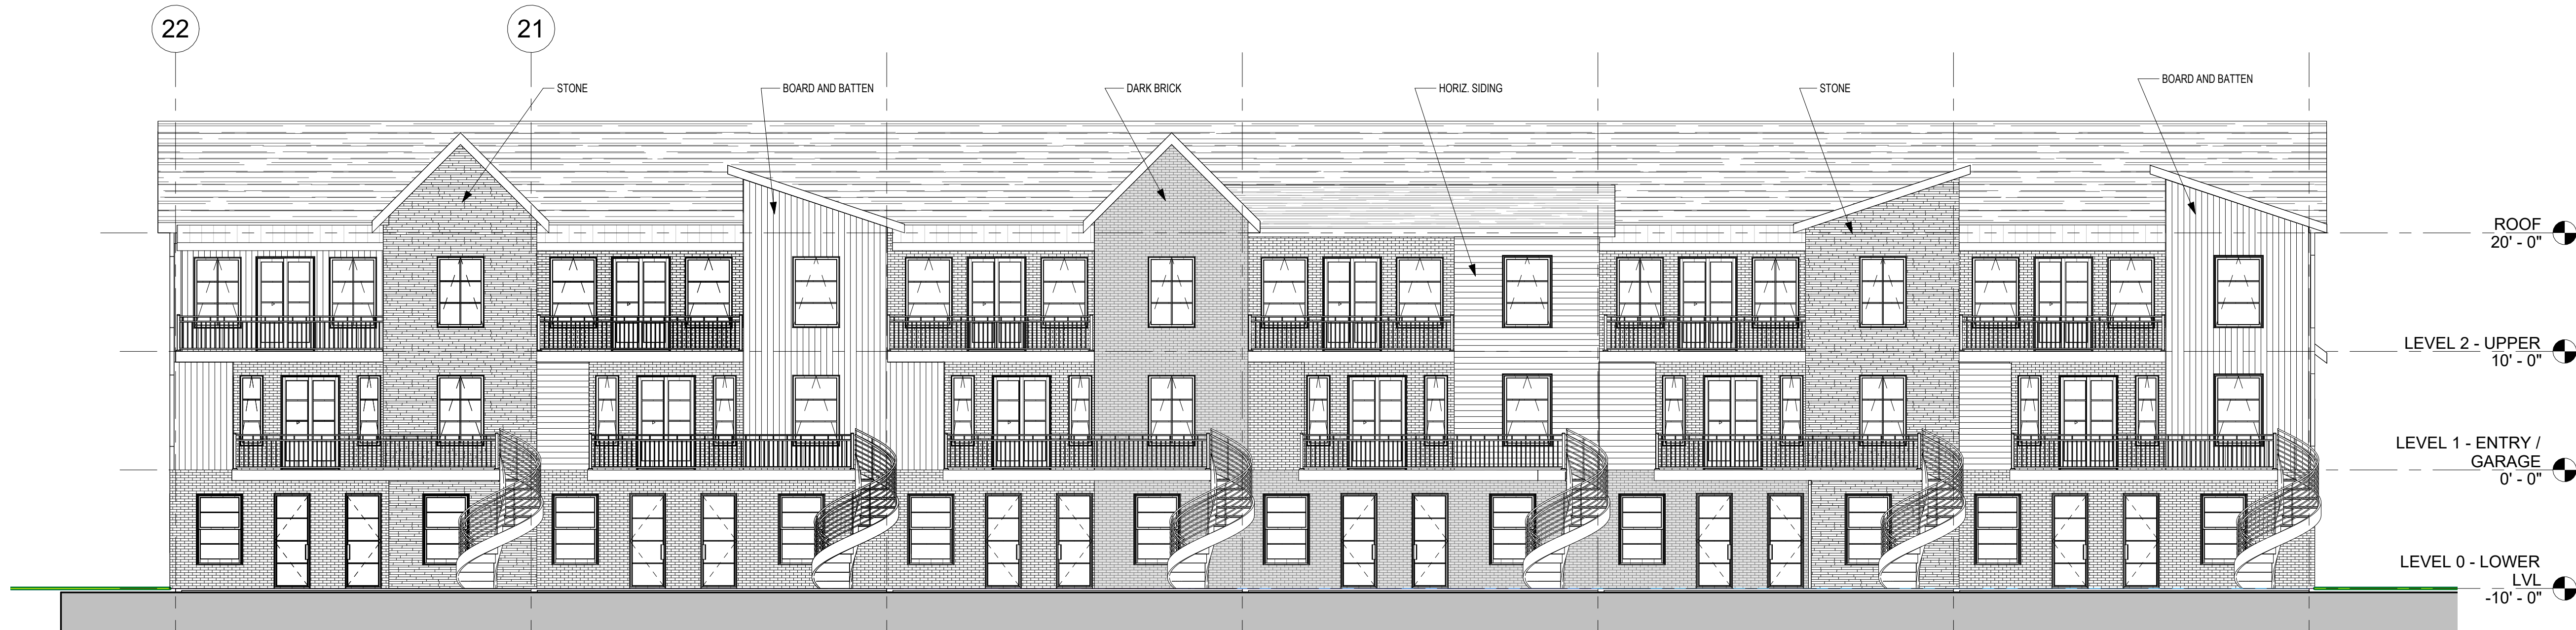 22
21
STONE
BOARD AND BATTEN
DARK BRICK
HORIZ. SIDING
STONE
BOARD AND BATTEN
ROOF
20' - 0"
LEVEL 2 - UPPER
10' - 0"
LEVEL 1 - ENTRY /
GARAGE
0' - 0"
LEVEL 0 - LOWER
LVL
-10' - 0"